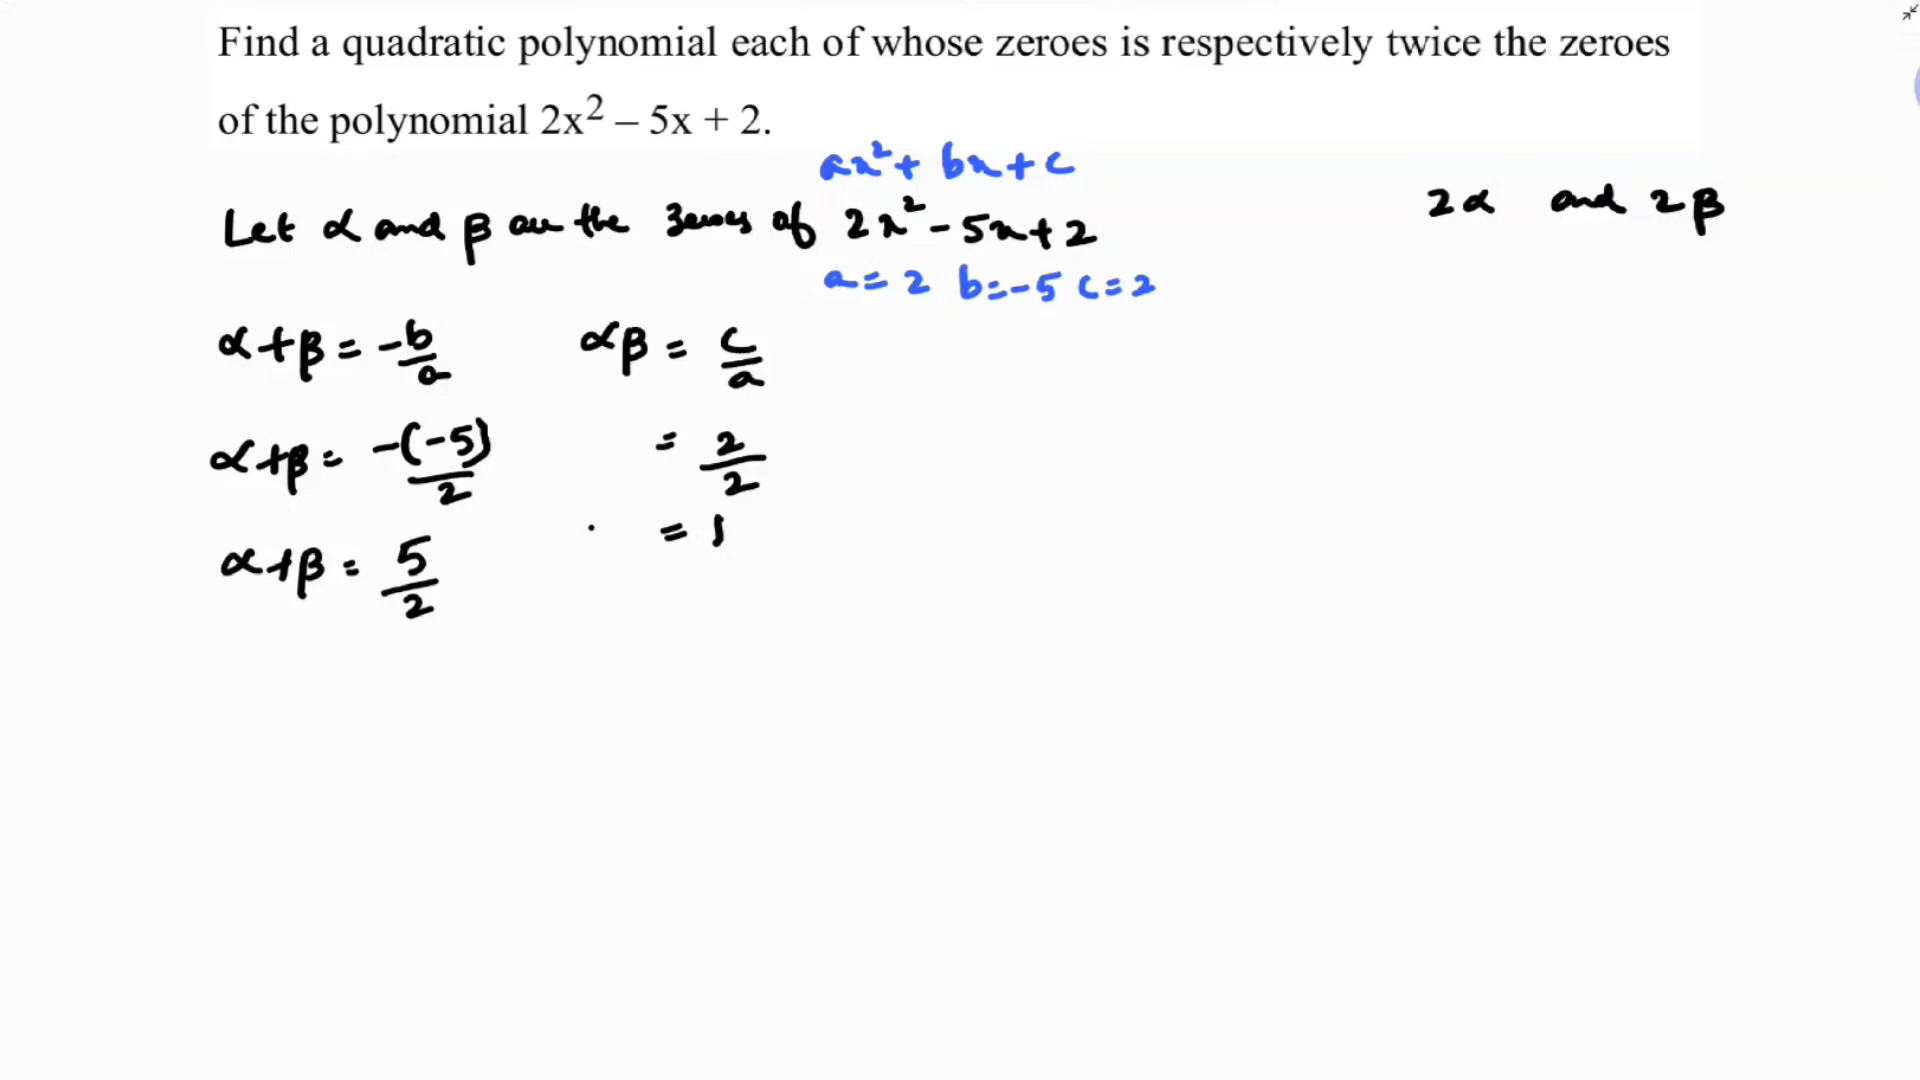 Find a quadratic polynomial each of whose zeroes is respectively twice the zeroes
of the polynomial 2x² – 5x + 2.
ax² + bx + c
Let α and β are the zeroes of 2x² - 5x + 2
2α and 2β
a = 2 b = -5 c = 2
α + β = -b/a
αβ = c/a
α + β = -(-5)/2
= 2/2
= 1
α + β = 5/2